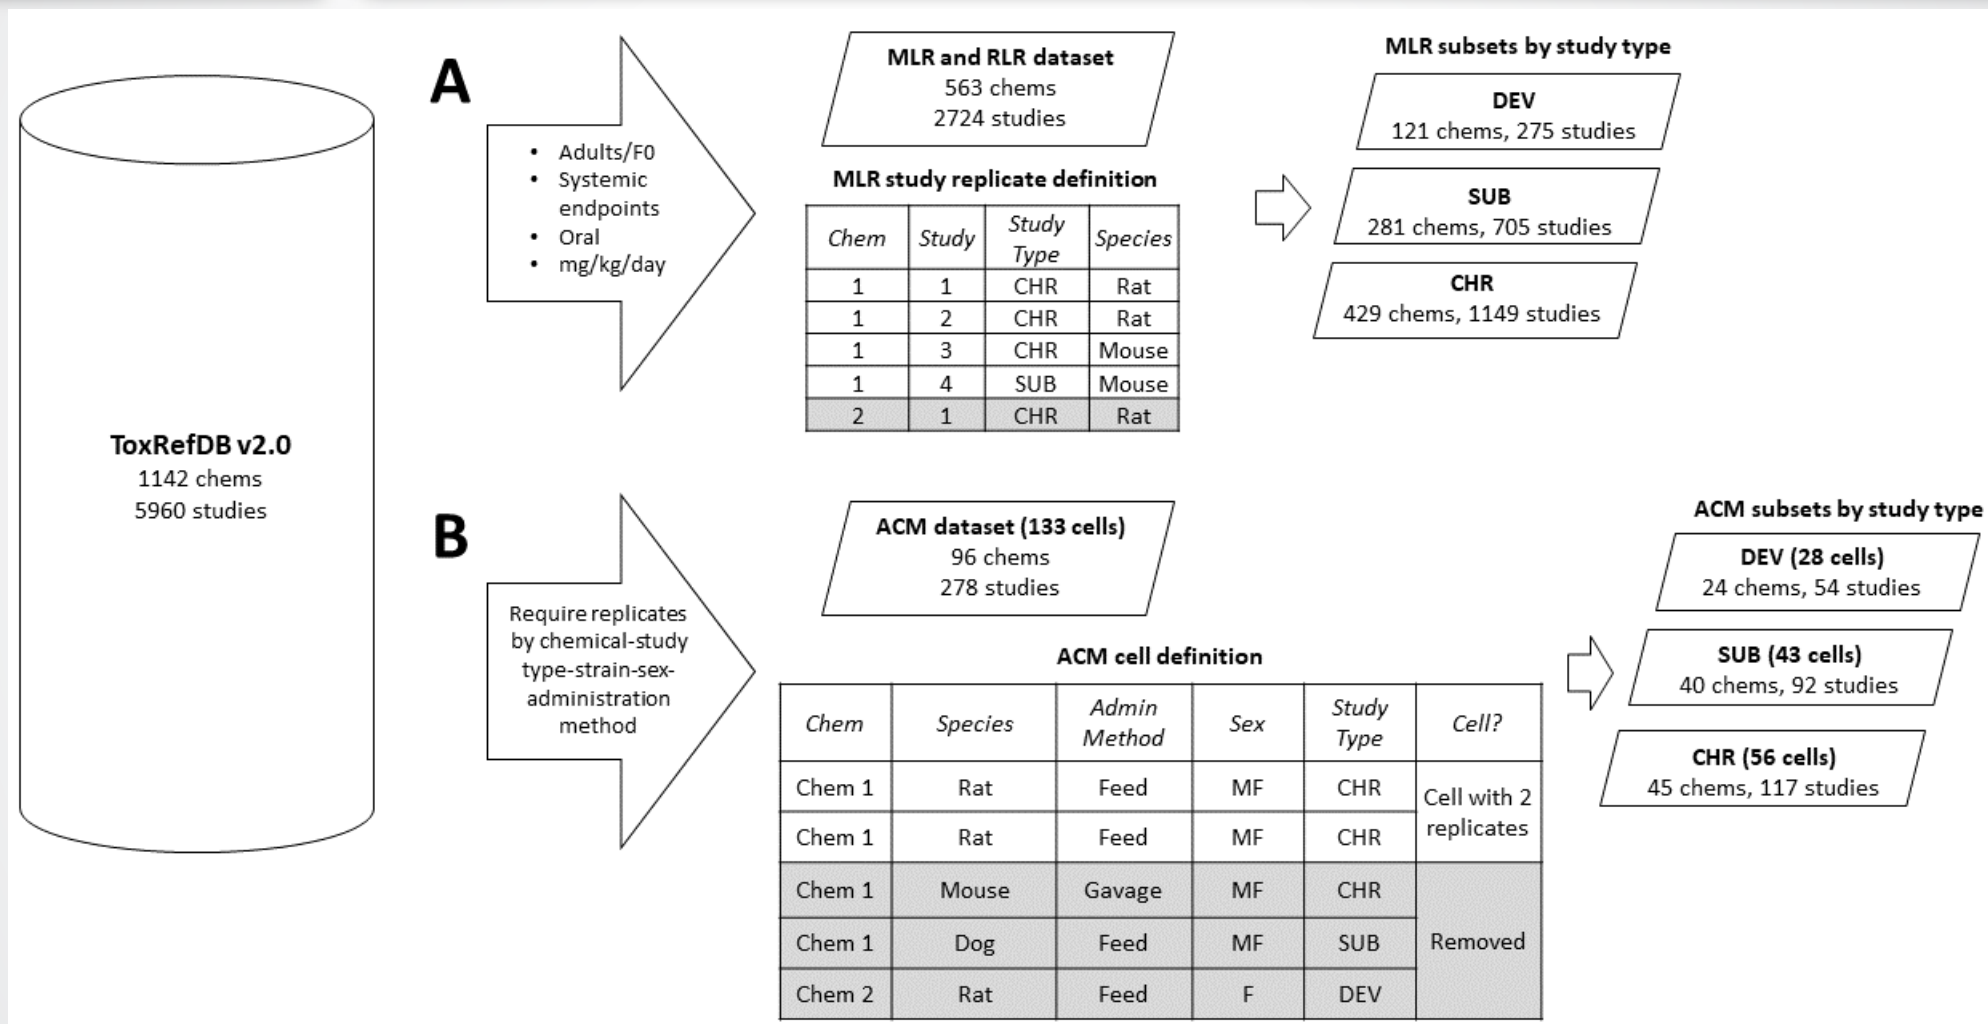 ToxRefDB v2.0
1142 chems
5960 studies
A
• Adults/F0
• Systemic
endpoints
• Oral
• mg/kg/day
MLR and RLR dataset
563 chems
2724 studies
MLR study replicate definition
Chem Study Study Type Species
1 1 CHR Rat
1 2 CHR Rat
1 3 CHR Mouse
1 4 SUB Mouse
2 1 CHR Rat
MLR subsets by study type
DEV
121 chems, 275 studies
SUB
281 chems, 705 studies
CHR
429 chems, 1149 studies
B
Require replicates
by chemical-study
type-strain-sex-
administration
method
ACM dataset (133 cells)
96 chems
278 studies
ACM cell definition
Chem Species Admin Method Sex Study Type Cell?
Chem 1 Rat Feed MF CHR Cell with 2 replicates
Chem 1 Rat Feed MF CHR
Chem 1 Mouse Gavage MF CHR Removed
Chem 1 Dog Feed MF SUB
Chem 2 Rat Feed F DEV
ACM subsets by study type
DEV (28 cells)
24 chems, 54 studies
SUB (43 cells)
40 chems, 92 studies
CHR (56 cells)
45 chems, 117 studies